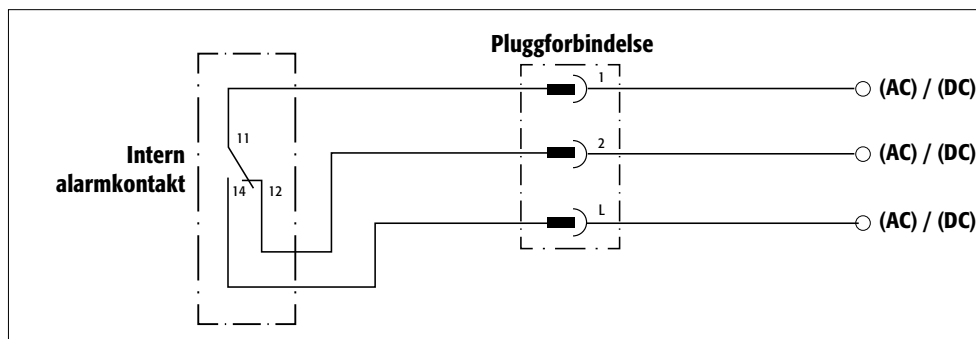 Pluggforbindelse
1
(AC) / (DC)
11
2
Intern
alarmkontakt
(AC) / (DC)
14
12
L
(AC) / (DC)